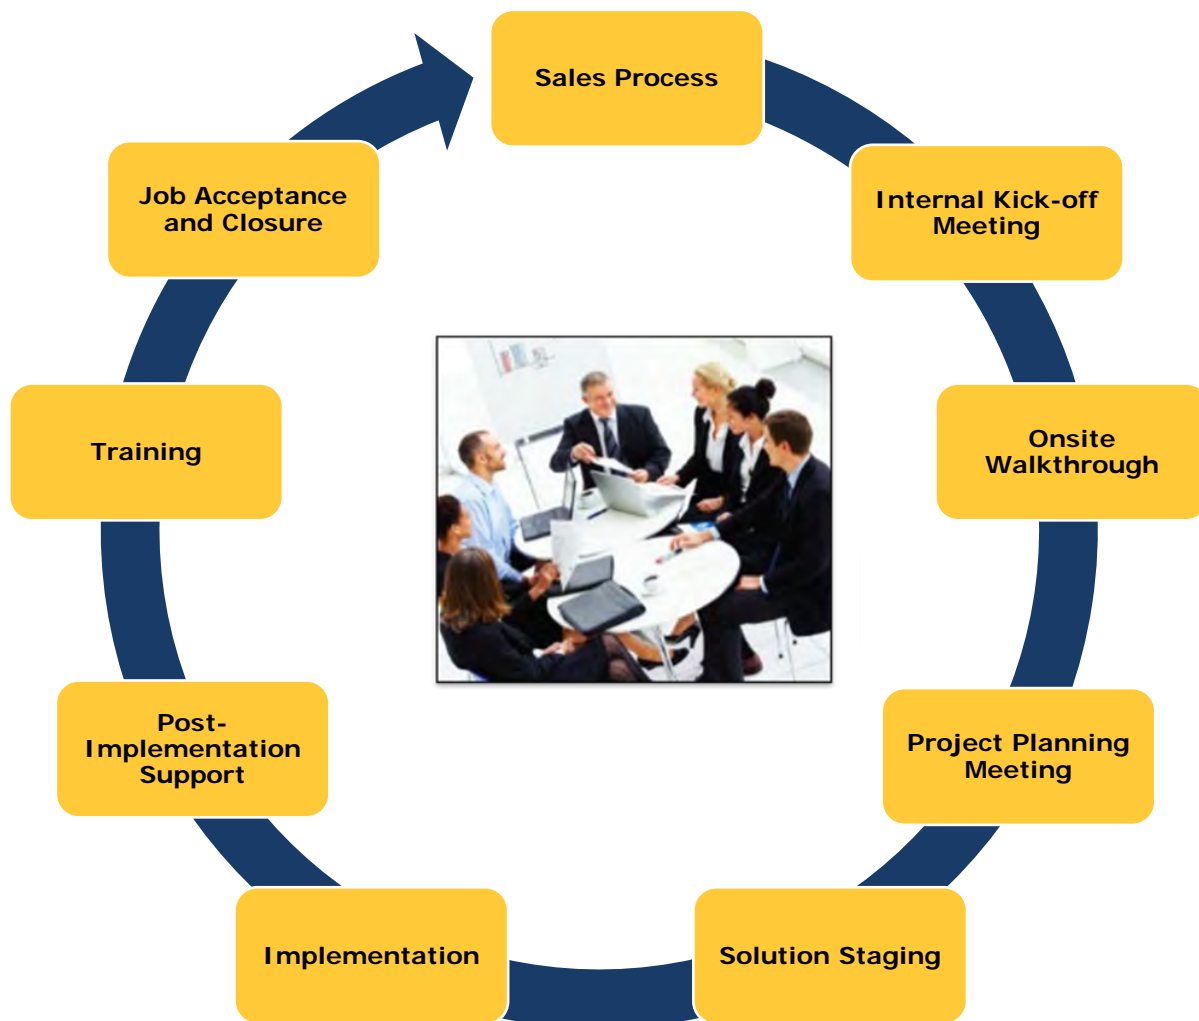 Sales Process
Internal Kick-off
Meeting
Onsite
Walkthrough
Project Planning
Meeting
Solution Staging
Implementation
Post-
Implementation
Support
Training
Job Acceptance
and Closure